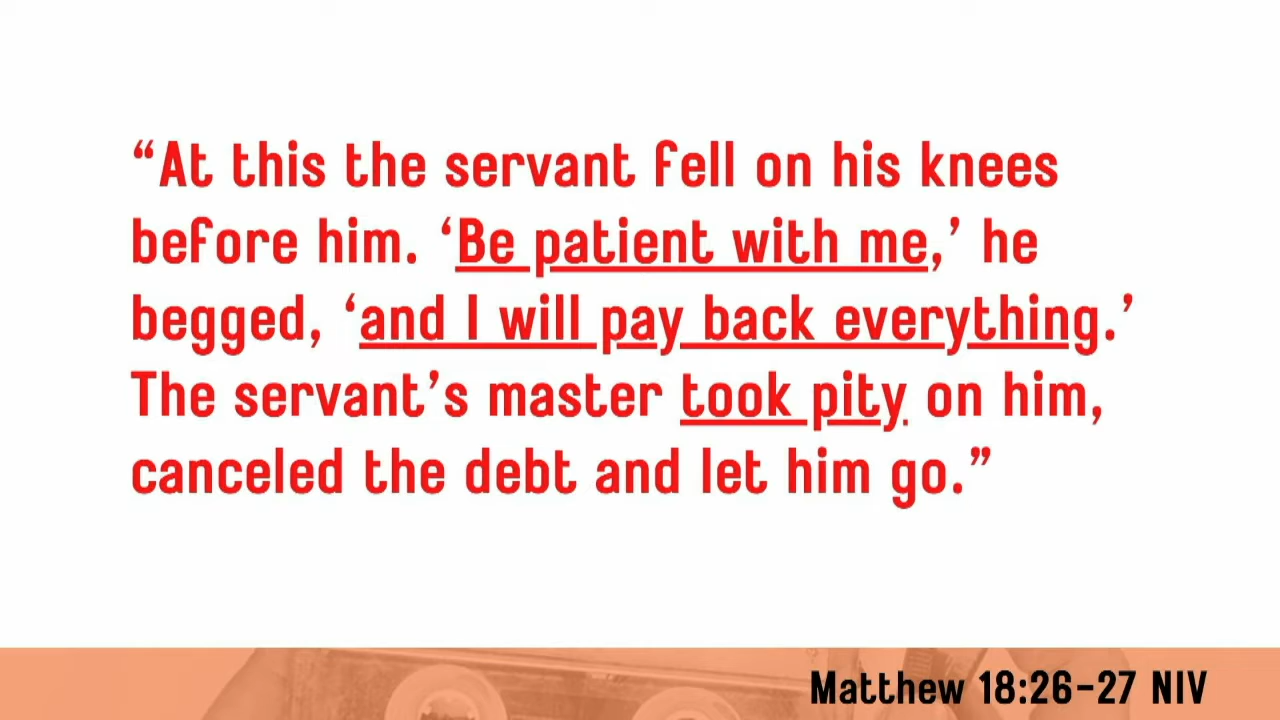 “At this the servant fell on his knees
before him. ‘Be patient with me,’ he
begged, ‘and I will pay back everything.’
The servant’s master took pity on him,
canceled the debt and let him go.”
Matthew 18:26-27 NIV